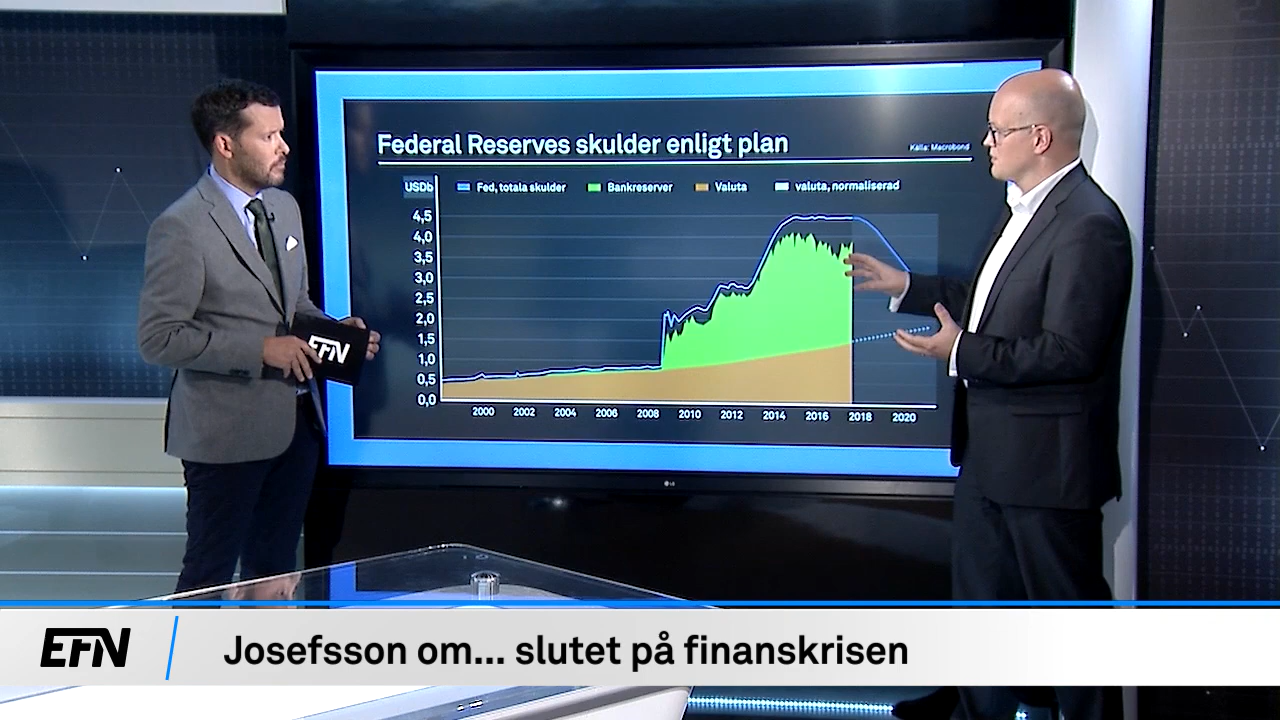 Federal Reserves skulder enligt plan
Källa: Macrobond
USDb
Fed, totala skulder
Bankreserver
Valuta
valuta, normaliserad
4,5
4,0
3,5
3,0
2,5
2,0
1,5
1,0
0,5
0,0
2000 2002 2004 2006 2008 2010 2012 2014 2016 2018 2020
EFN
LG
EFN
Josefsson om... slutet på finanskrisen